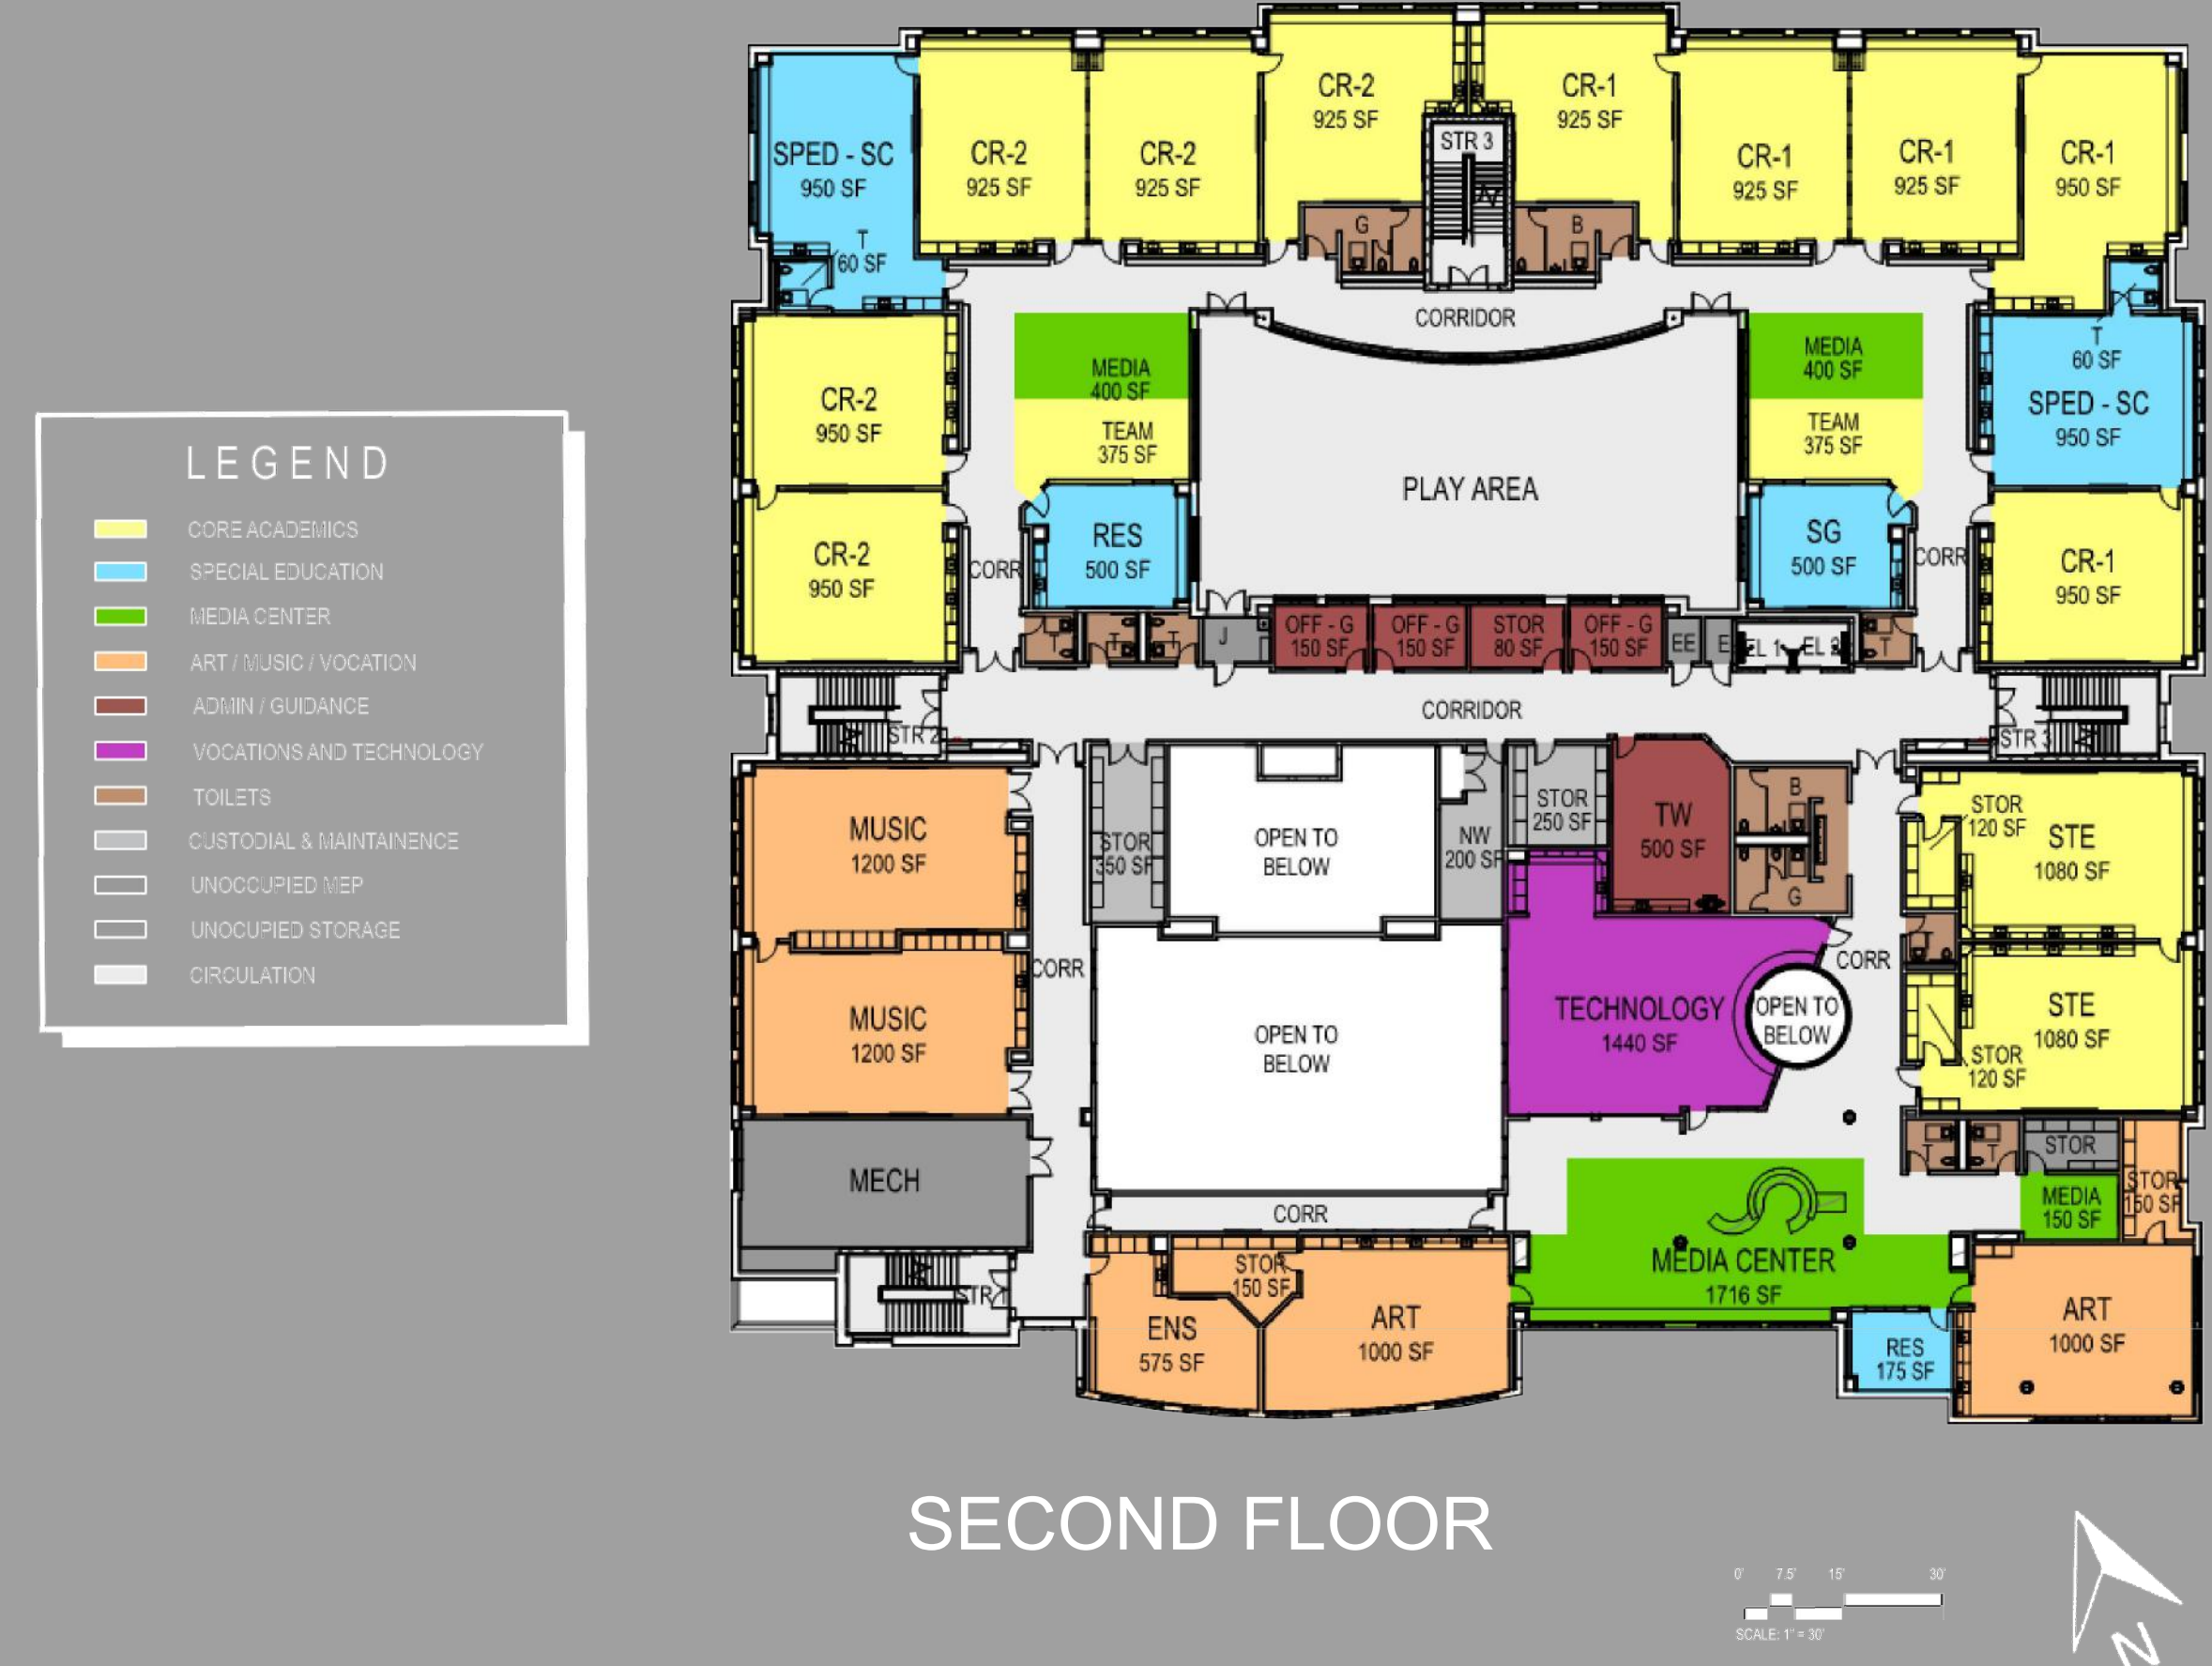 CR-2
925 SF
CR-1
925 SF
STR 3
SPED - SC
950 SF
CR-2
925 SF
CR-2
925 SF
CR-1
925 SF
CR-1
925 SF
CR-1
950 SF
T
60 SF
G
B
CORRIDOR
MEDIA
400 SF
TEAM
375 SF
MEDIA
400 SF
TEAM
375 SF
T
60 SF
SPED - SC
950 SF
CR-2
950 SF
CR-2
950 SF
PLAY AREA
RES
500 SF
SG
500 SF
CORR
CORR
CR-1
950 SF
T
T
T
J
OFF - G
150 SF
OFF - G
150 SF
STOR
80 SF
OFF - G
150 SF
EE
E
EL 1
EL 2
T
CORRIDOR
STR 2
STR 3
LEGEND
CORE ACADEMICS
SPECIAL EDUCATION
MEDIA CENTER
ART / MUSIC / VOCATION
ADMIN / GUIDANCE
VOCATIONS AND TECHNOLOGY
TOILETS
CUSTODIAL & MAINTAINENCE
UNOCCUPIED MEP
UNOCUPIED STORAGE
CIRCULATION
MUSIC
1200 SF
STOR
350 SF
OPEN TO
BELOW
NW
200 SF
STOR
250 SF
TW
500 SF
B
G
STOR
120 SF
STE
1080 SF
T
MUSIC
1200 SF
CORR
OPEN TO
BELOW
TECHNOLOGY
1440 SF
OPEN TO
BELOW
CORR
STE
1080 SF
STOR
120 SF
MECH
CORR
T
T
STOR
MEDIA
150 SF
STOR
150 SF
MEDIA CENTER
1716 SF
STR 1
STOR
150 SF
ENS
575 SF
ART
1000 SF
RES
175 SF
ART
1000 SF
SECOND FLOOR
0' 7.5' 15' 30'
SCALE: 1" = 30'
N